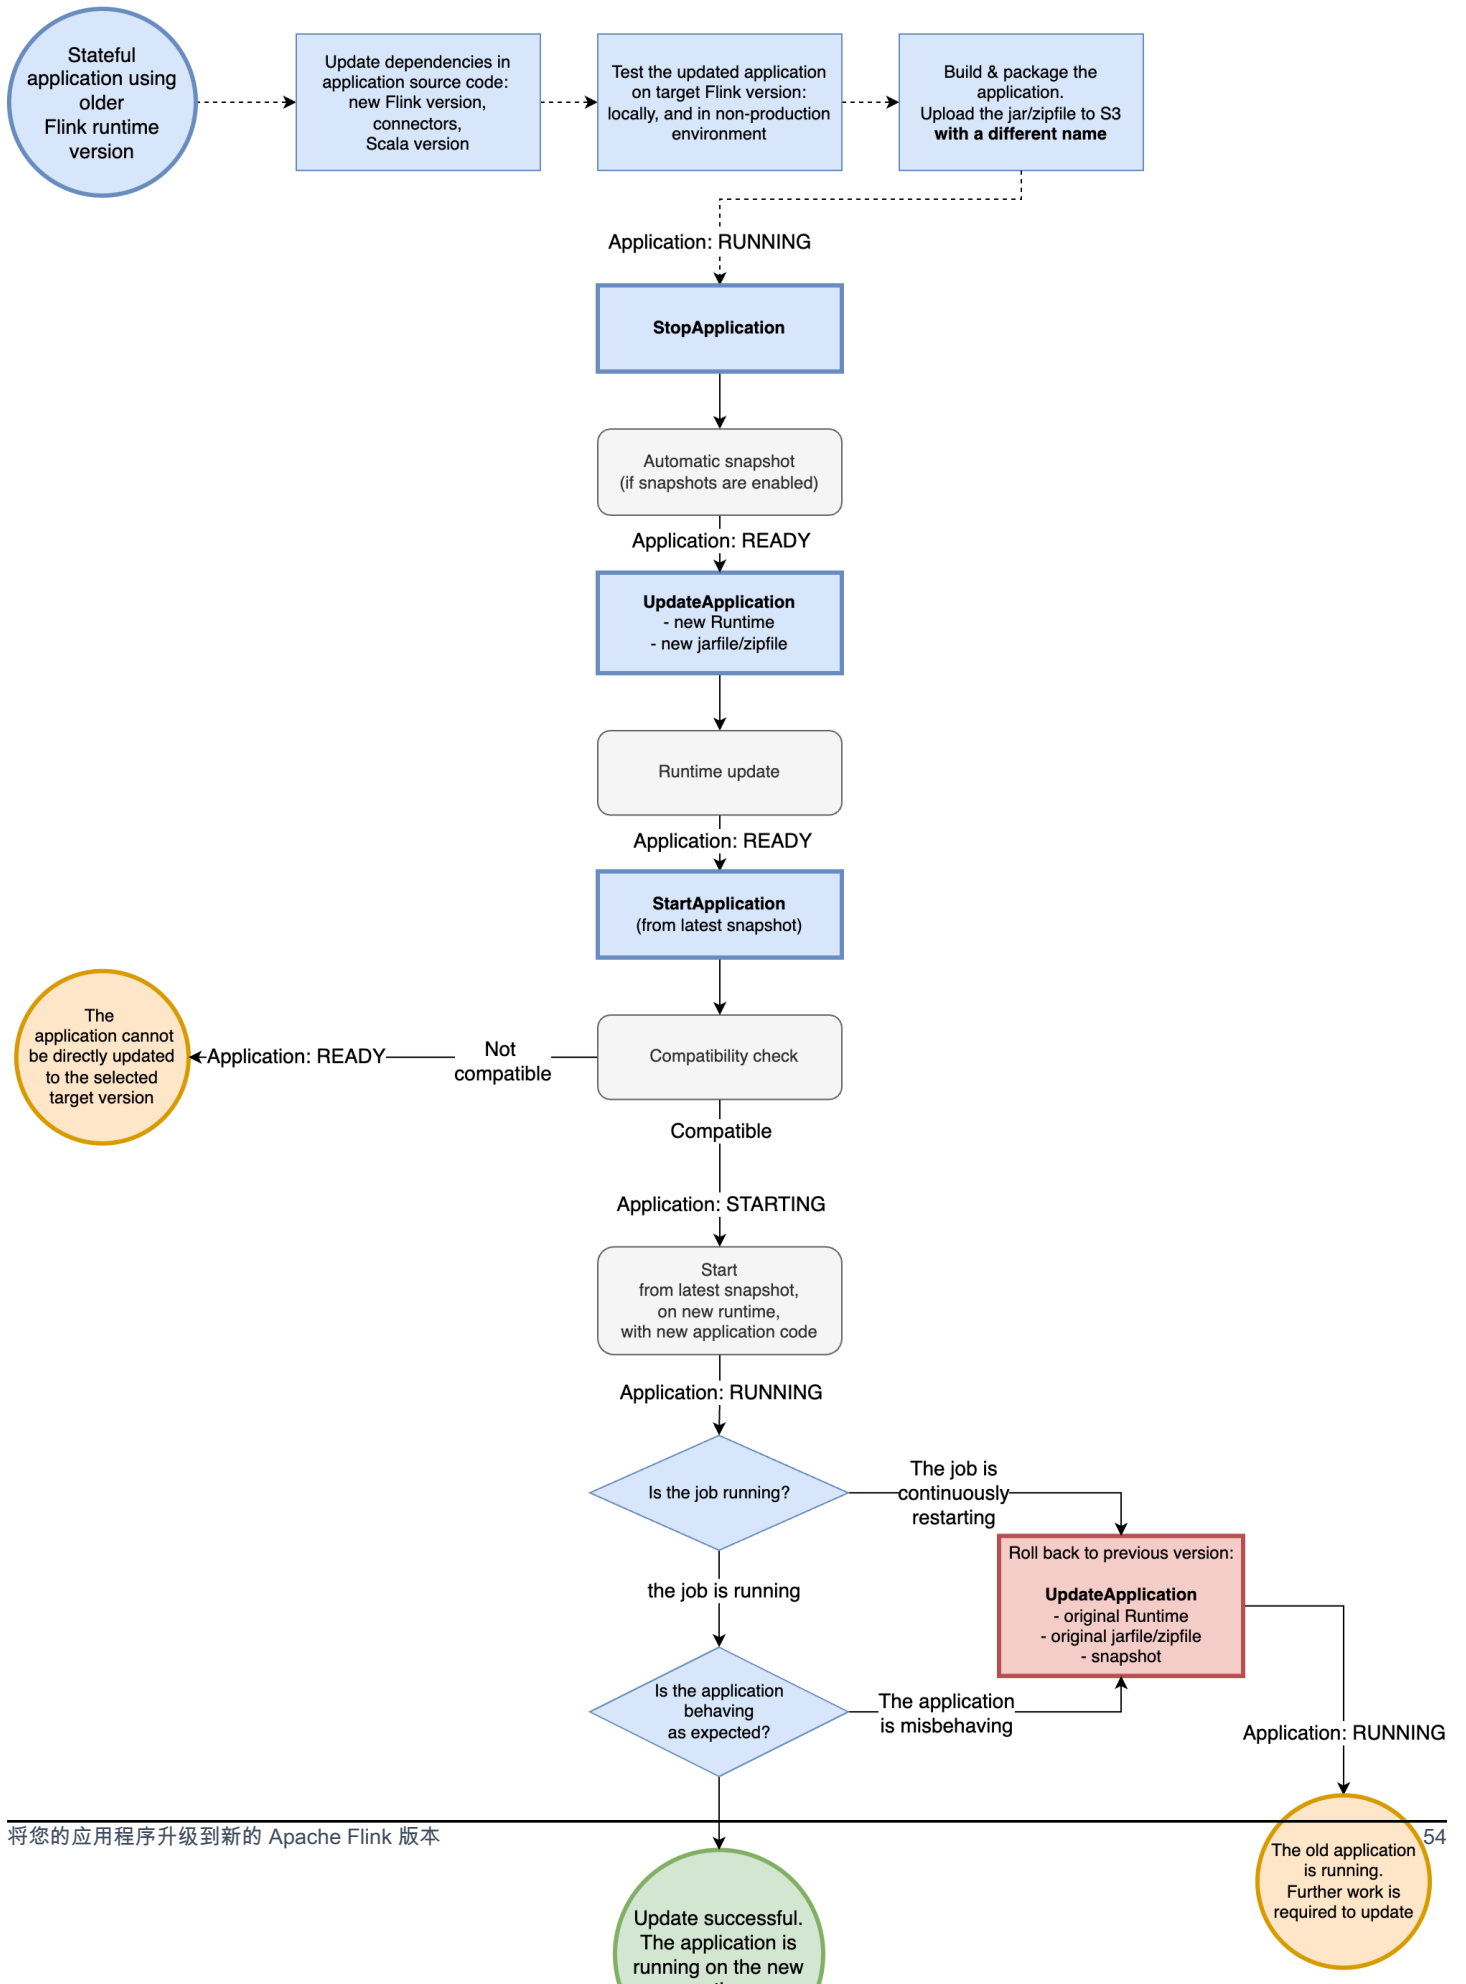 Stateful
application using
older
Flink runtime
version
Update dependencies in
application source code:
new Flink version,
connectors,
Scala version
Test the updated application
on target Flink version:
locally, and in non-production
environment
Build & package the
application.
Upload the jar/zipfile to S3
with a different name
Application: RUNNING
StopApplication
Automatic snapshot
(if snapshots are enabled)
Application: READY
UpdateApplication
- new Runtime
- new jarfile/zipfile
Runtime update
Application: READY
StartApplication
(from latest snapshot)
The
application cannot
be directly updated
to the selected
target version
Application: READY
Not
compatible
Compatibility check
Compatible
Application: STARTING
Start
from latest snapshot,
on new runtime,
with new application code
Application: RUNNING
Is the job running?
The job is
continuously
restarting
Roll back to previous version:
UpdateApplication
- original Runtime
- original jarfile/zipfile
- snapshot
the job is running
Is the application
behaving
as expected?
The application
is misbehaving
Application: RUNNING
将您的应用程序升级到新的 Apache Flink 版本
54
The old application
is running.
Further work is
required to update
Update successful.
The application is
running on the new